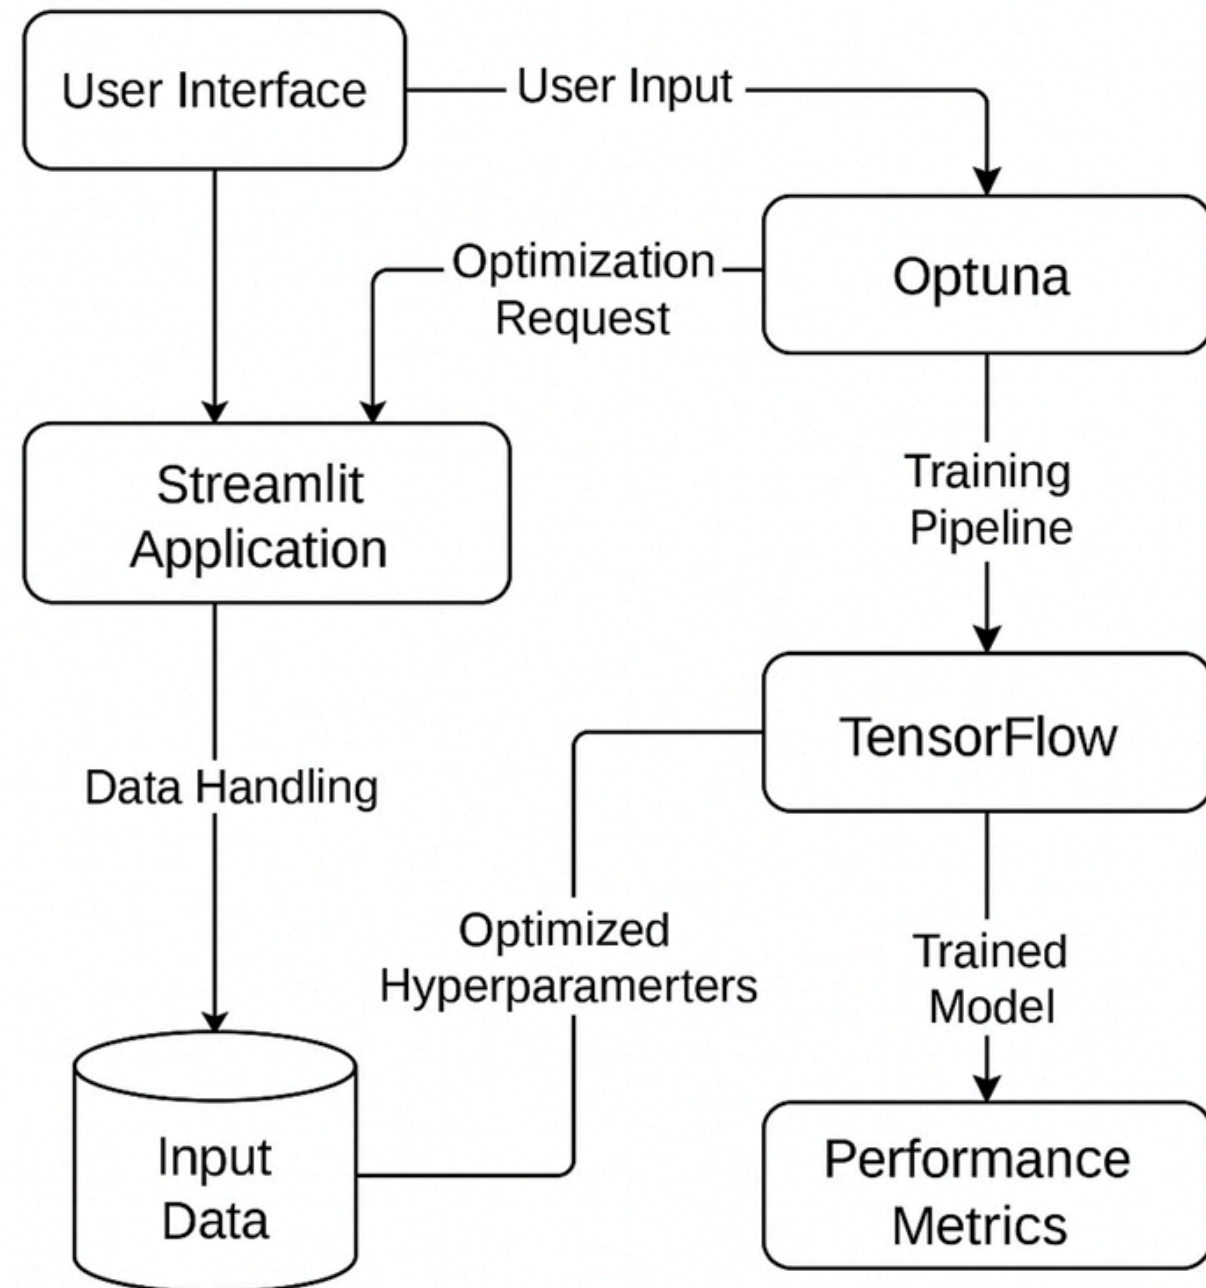 User Interface
User Input
Optuna
Optimization
Request
Streamlit
Application
Training
Pipeline
TensorFlow
Data Handling
Optimized
Hyperparamerters
Trained
Model
Input
Data
Performance
Metrics